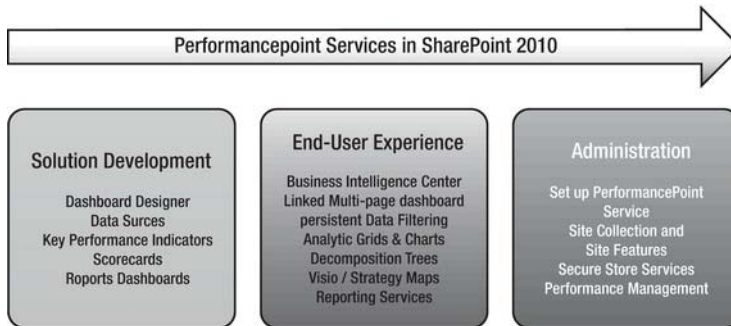 Performancepoint Services in SharePoint 2010
Solution Development
Dashboard Designer
Data Surces
Key Performance Indicators
Scorecards
Roports Dashboards
End-User Experience
Business Intelligence Center
Linked Multi-page dashboard
persistent Data Filtering
Analytic Grids & Charts
Decomposition Trees
Visio / Strategy Maps
Reporting Services
Administration
Set up PerformancePoint
Service
Site Collection and
Site Features
Secure Store Services
Performance Management